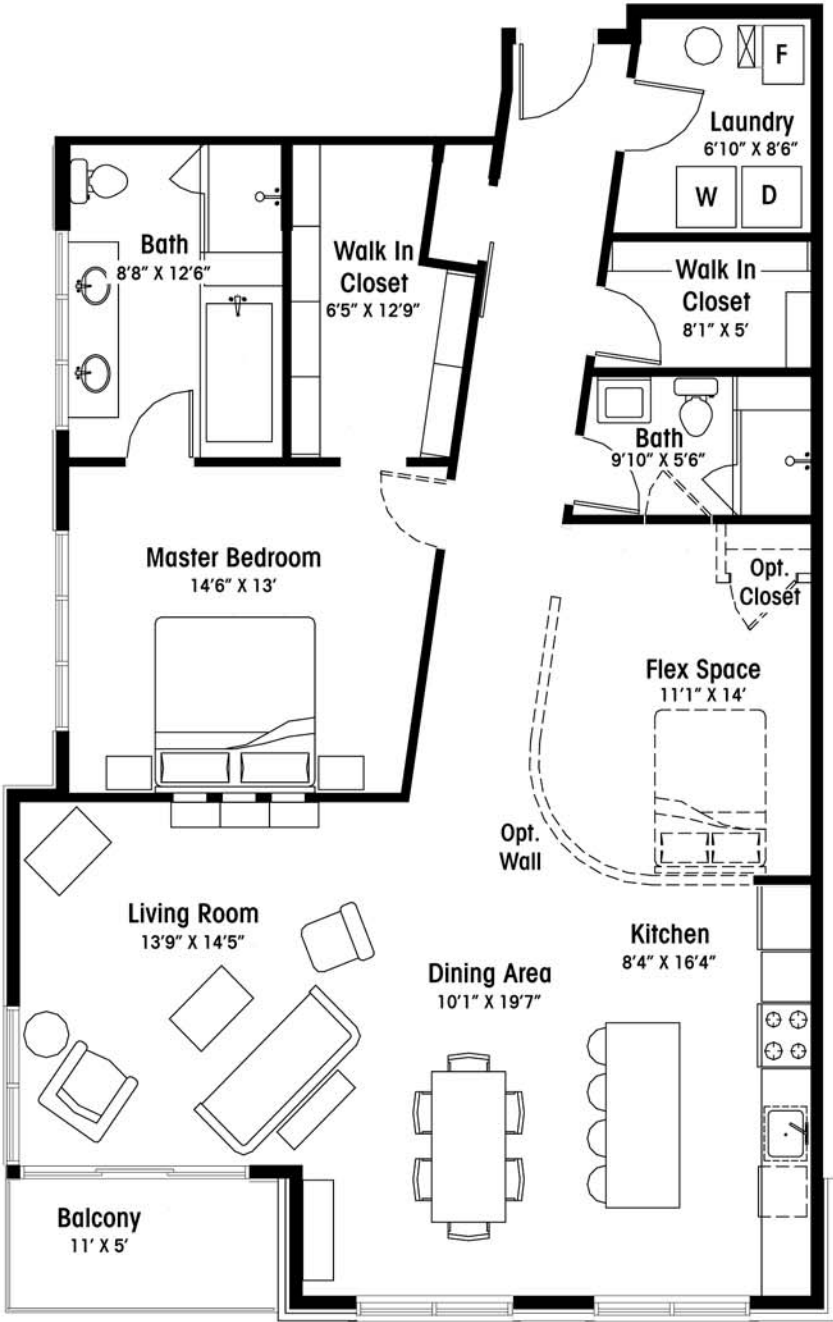 F
Laundry
6'10" X 8'6"
W
D
Bath
8'8" X 12'6"
Walk In
Closet
6'5" X 12'9"
Walk In
Closet
8'1" X 5'
Bath
9'10" X 5'6"
Master Bedroom
14'6" X 13'
Opt.
Closet
Flex Space
11'1" X 14'
Opt.
Wall
Living Room
13'9" X 14'5"
Kitchen
8'4" X 16'4"
Dining Area
10'1" X 19'7"
Balcony
11' X 5'